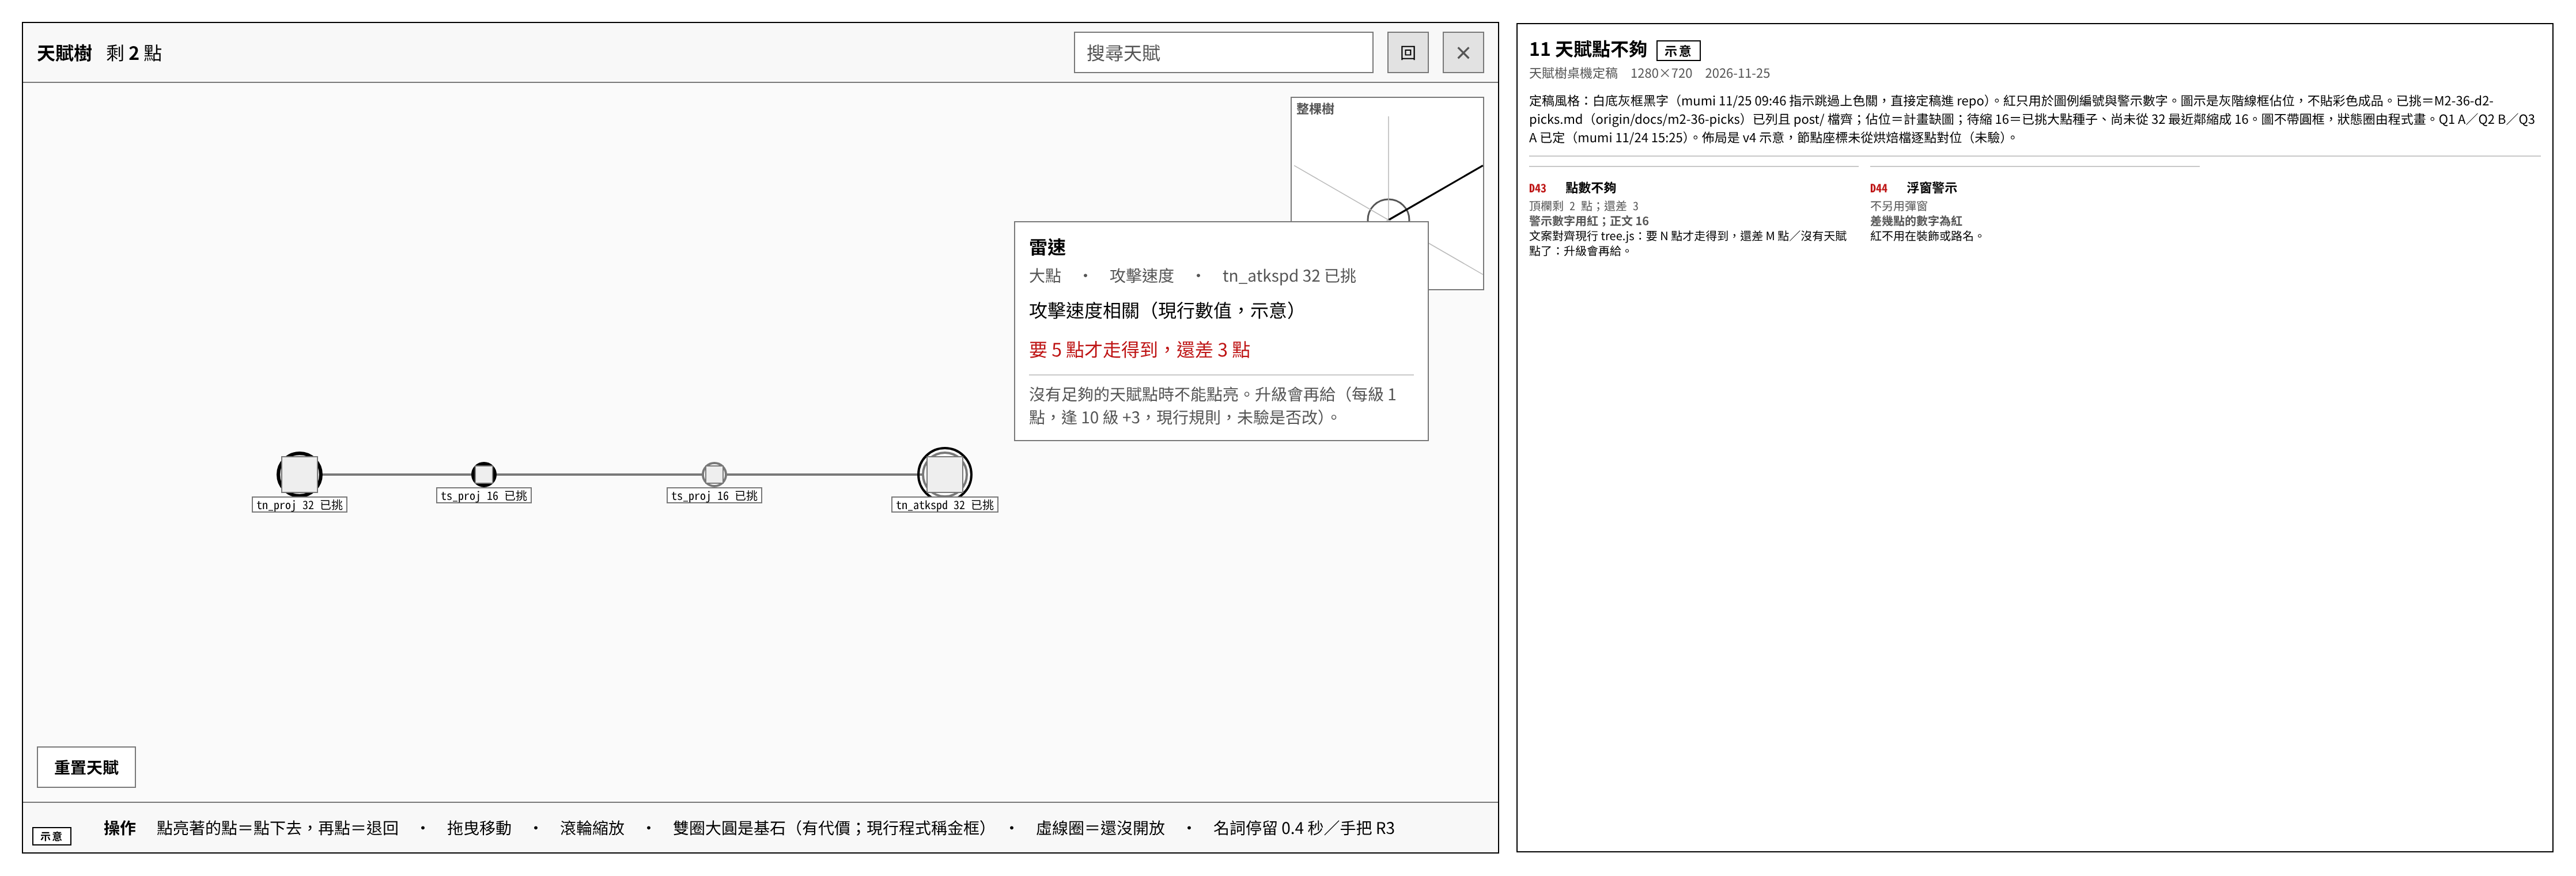 天賦樹 剩 2 點
搜尋天賦
回
×
整棵樹
雷速
大點 • 攻擊速度 • tn_atkspd 32 已挑
攻擊速度相關（現行數值，示意）
要 5 點才走得到，還差 3 點
沒有足夠的天賦點時不能點亮。升級會再給（每級 1
點，逢 10 級 +3，現行規則，未驗是否改）。
tn_proj 32 已挑
ts_proj 16 已挑
ts_proj 16 已挑
tn_atkspd 32 已挑
重置天賦
示意
操作 點亮著的點＝點下去，再點＝退回 • 拖曳移動 • 滾輪縮放 • 雙圈大圓是基石（有代價；現行程式稱金框） • 虛線圈＝還沒開放 • 名詞停留 0.4 秒／手把 R3
11 天賦點不夠 示意
天賦樹桌機定稿 1280×720 2026-11-25
定稿風格：白底灰框黑字（mumi 11/25 09:46 指示跳過上色關，直接定稿進 repo）。紅只用於圖例編號與警示數字。圖示是灰階線框佔位，不貼彩色成品。已挑＝M2-36-d2-
picks.md（origin/docs/m2-36-picks）已列且 post/ 檔齊；佔位＝計畫缺圖；待縮 16＝已挑大點種子、尚未從 32 最近鄰縮成 16。圖不帶圓框，狀態圈由程式畫。Q1 A／Q2 B／Q3
A 已定（mumi 11/24 15:25）。佈局是 v4 示意，節點座標未從烘焙檔逐點對位（未驗）。
D43 點數不夠
頂欄剩 2 點；還差 3
警示數字用紅；正文 16
文案對齊現行 tree.js：要 N 點才走得到，還差 M 點／沒有天賦
點了：升級會再給。
D44 浮窗警示
不另用彈窗
差幾點的數字為紅
紅不用在裝飾或路名。